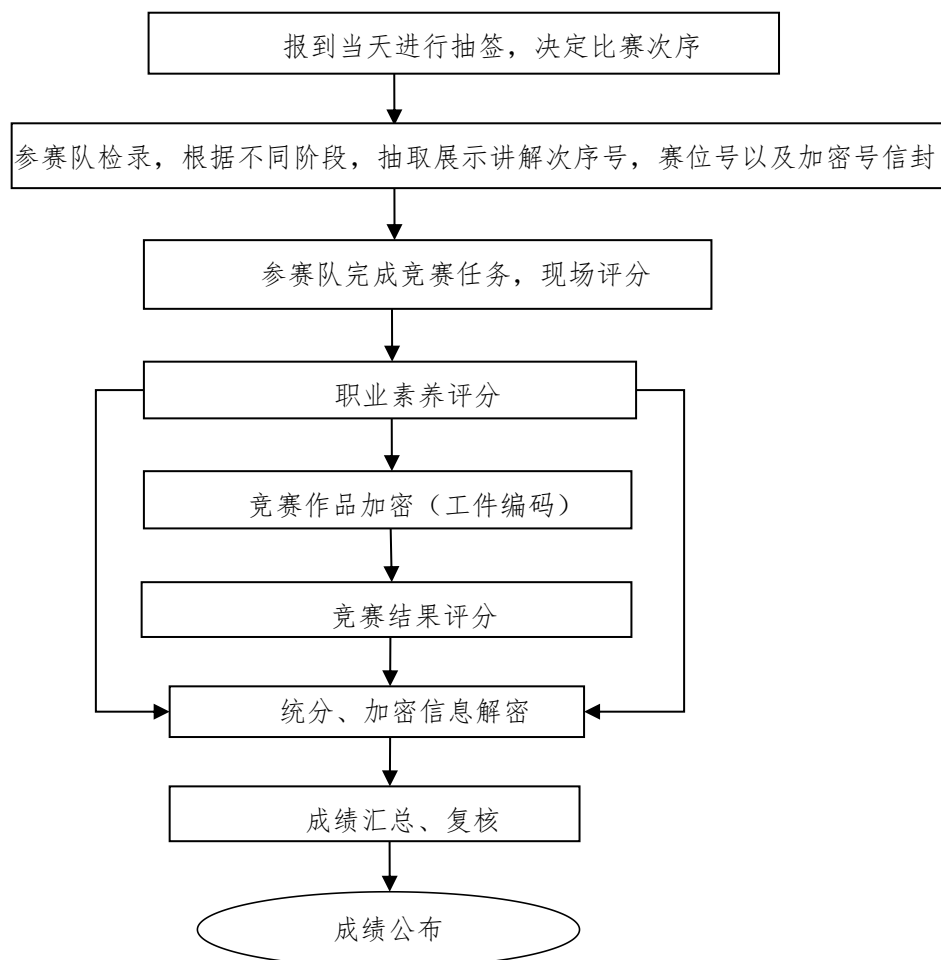 报到当天进行抽签，决定比赛次序
参赛队检录，根据不同阶段，抽取展示讲解次序号，赛位号以及加密号信封
参赛队完成竞赛任务，现场评分
职业素养评分
竞赛作品加密（工件编码）
竞赛结果评分
统分、加密信息解密
成绩汇总、复核
成绩公布